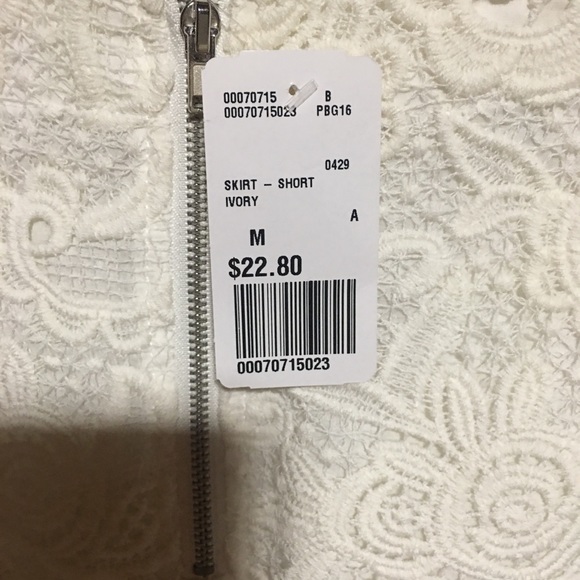 00070715 B
00070715023 PBG16
0429
SKIRT – SHORT
IVORY
A
M
$22.80
00070715023